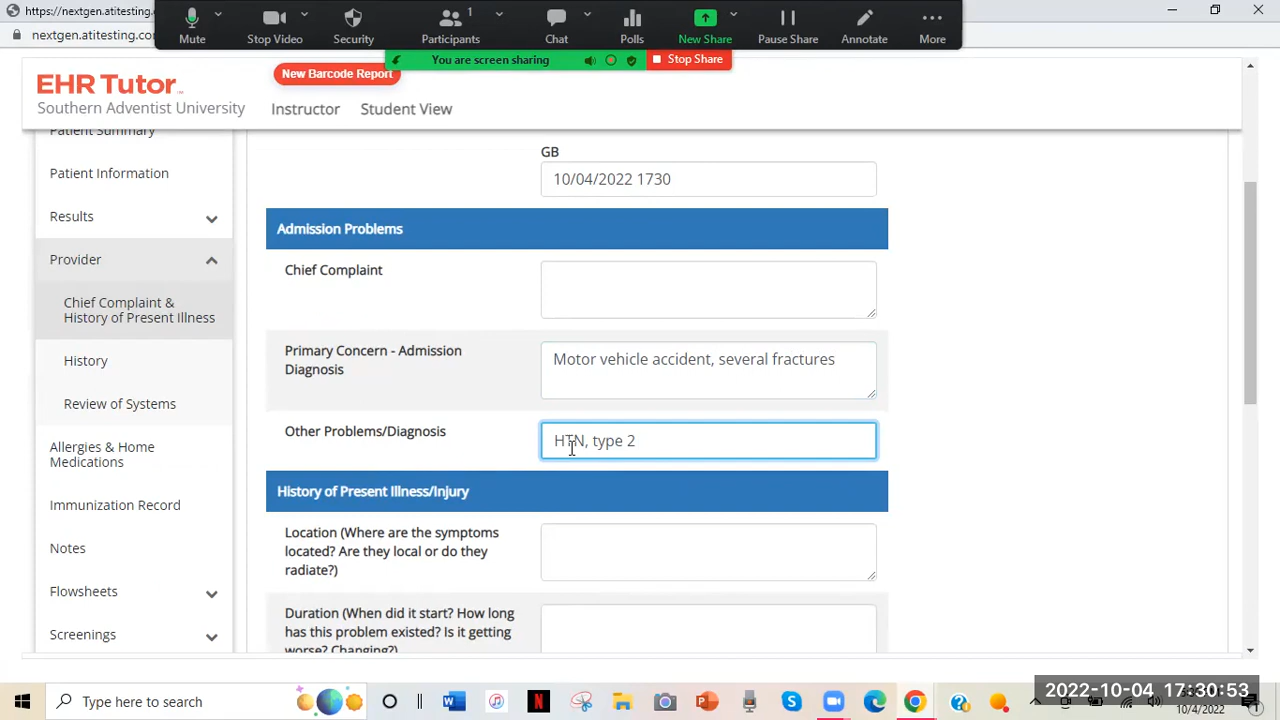 https://nextgen.
nextgen.atitesting.co
Mute
Stop Video
Security
1
Participants
Chat
Polls
New Share
Pause Share
Annotate
More
You are screen sharing
Stop Share
EHR Tutor
Southern Adventist University
New Barcode Report
Instructor
Student View
Patient Summary
Patient Information
Results
Provider
Chief Complaint &
History of Present Illness
History
Review of Systems
Allergies & Home
Medications
Immunization Record
Notes
Flowsheets
Screenings
GB
10/04/2022 1730
Admission Problems
Chief Complaint
Primary Concern - Admission
Diagnosis
Motor vehicle accident, several fractures
Other Problems/Diagnosis
HTN, type 2
History of Present Illness/Injury
Location (Where are the symptoms
located? Are they local or do they
radiate?)
Duration (When did it start? How long
has this problem existed? Is it getting
worse? Changing?)
Type here to search
2022-10-04 17:30:53
10/4/2022